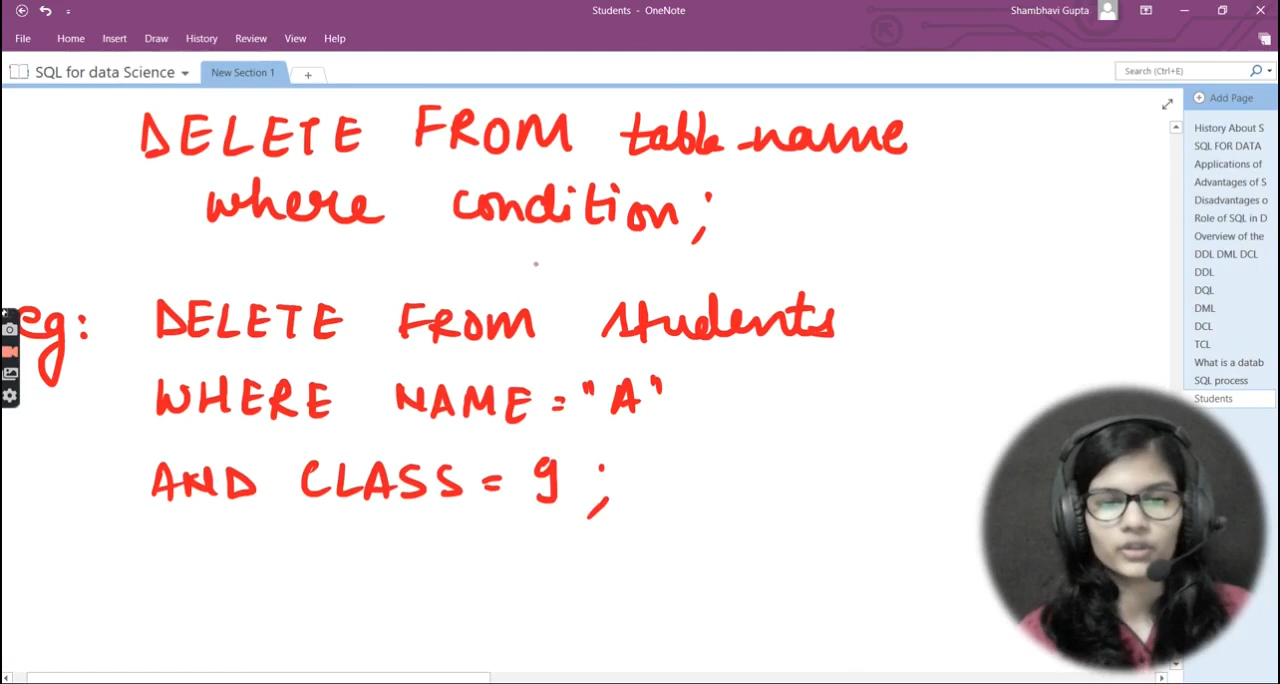 Students - OneNote
Shambhavi Gupta
File Home Insert Draw History Review View Help
SQL for data Science
New Section 1
+
Search (Ctrl+E)
Add Page
DELETE FROM table_name
where condition;
eg: DELETE FROM students
WHERE NAME = "A"
AND CLASS = 9 ;
History About S
SQL FOR DATA
Applications of
Advantages of S
Disadvantages o
Role of SQL in D
Overview of the
DDL DML DCL
DDL
DQL
DML
DCL
TCL
What is a datab
SQL process
Students